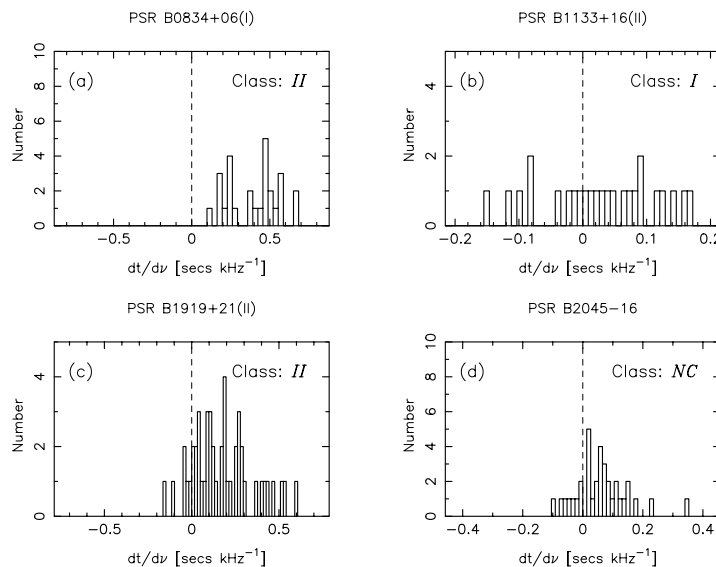 PSR B0834+06(I)
(a) Class: II
Number
0 2 4 6 8 10
−0.5 0 0.5
dt/dν [secs kHz⁻¹]
PSR B1133+16(II)
(b) Class: I
Number
0 2 4
−0.2 −0.1 0 0.1 0.2
dt/dν [secs kHz⁻¹]
PSR B1919+21(II)
(c) Class: II
Number
0 2 4
−0.5 0 0.5
dt/dν [secs kHz⁻¹]
PSR B2045−16
(d) Class: NC
Number
0 2 4 6 8 10
−0.4 −0.2 0 0.2 0.4
dt/dν [secs kHz⁻¹]